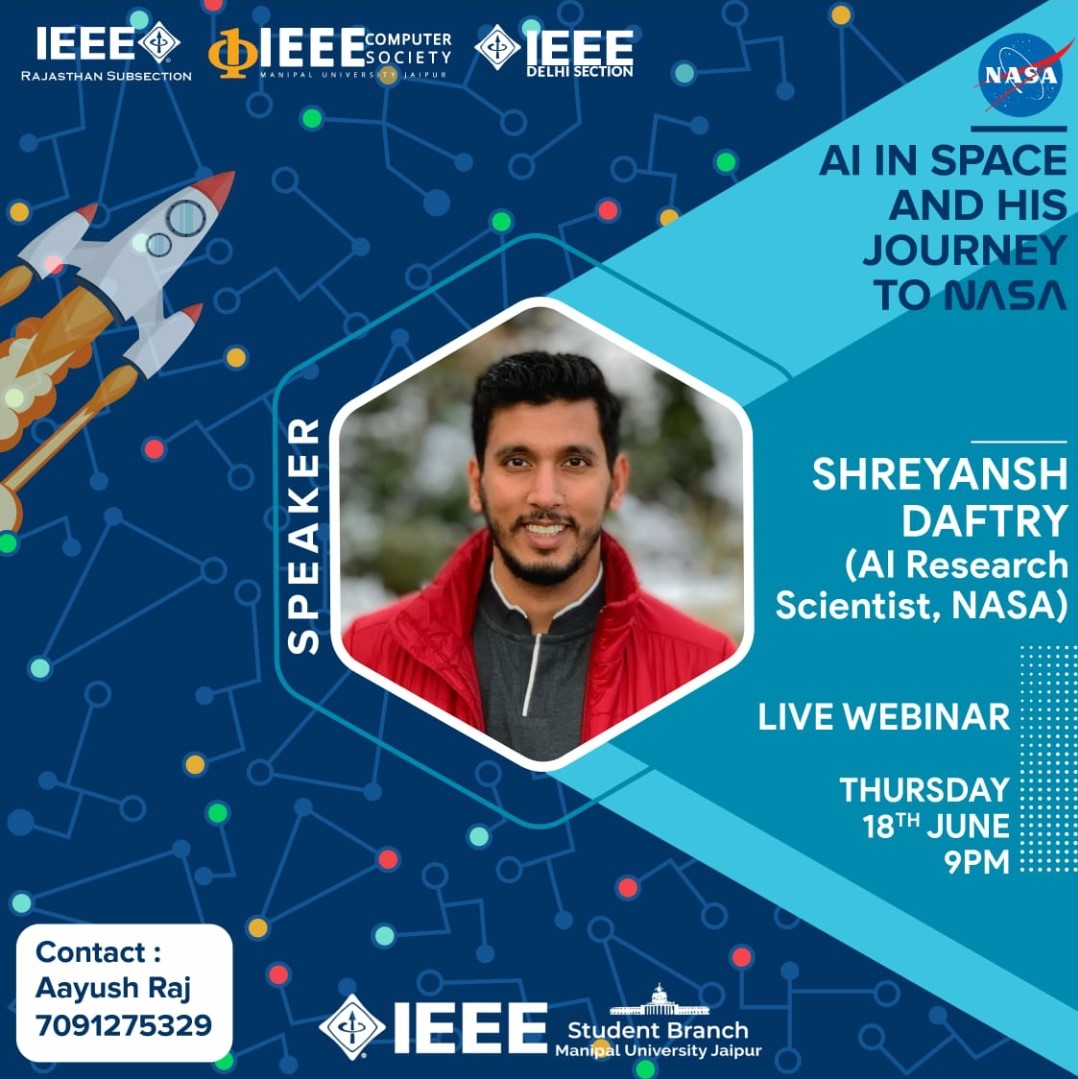 IEEE
RAJASTHAN SUBSECTION
IEEE COMPUTER SOCIETY
MANIPAL UNIVERSITY JAIPUR
IEEE
DELHI SECTION
NASA
AI IN SPACE
AND HIS
JOURNEY
TO NASA
SPEAKER
SHREYANSH
DAFTRY
(AI Research
Scientist, NASA)
LIVE WEBINAR
THURSDAY
18TH JUNE
9PM
Contact :
Aayush Raj
7091275329
IEEE
Student Branch
Manipal University Jaipur